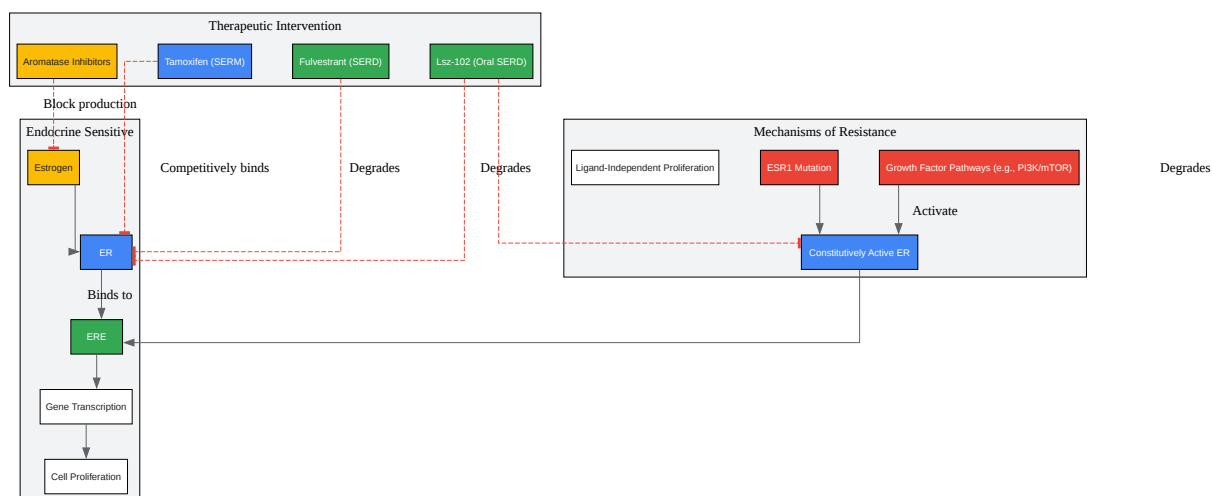 Therapeutic Intervention
Aromatase Inhibitors
Tamoxifen (SERM)
Fulvestrant (SERD)
Lsz-102 (Oral SERD)
Block production
Endocrine Sensitive
Mechanisms of Resistance
Estrogen
Competitively binds
Degrades
Degrades
Ligand-Independent Proliferation
ESR1 Mutation
Growth Factor Pathways (e.g., PI3K/mTOR)
Degrades
Activate
ER
Constitutively Active ER
Binds to
ERE
Gene Transcription
Cell Proliferation